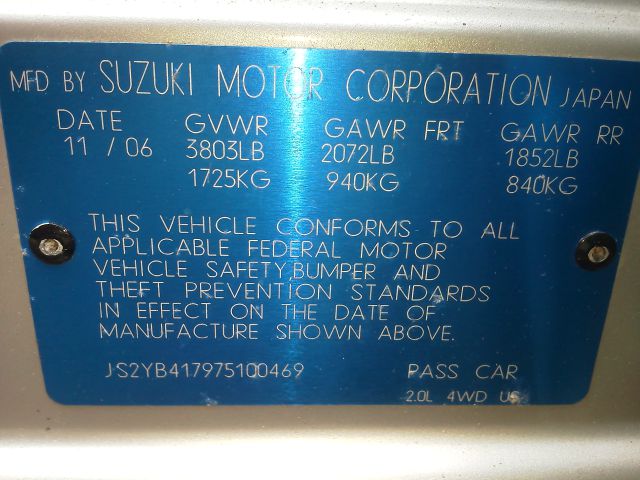 MFD BY SUZUKI MOTOR CORPORATION JAPAN
DATE GVWR GAWR FRT GAWR RR
11 / 06 3803LB 2072LB 1852LB
1725KG 940KG 840KG
THIS VEHICLE CONFORMS TO ALL
APPLICABLE FEDERAL MOTOR
VEHICLE SAFETY,BUMPER AND
THEFT PREVENTION STANDARDS
IN EFFECT ON THE DATE OF
MANUFACTURE SHOWN ABOVE.
JS2YB417975100469 PASS CAR
2.0L 4WD US